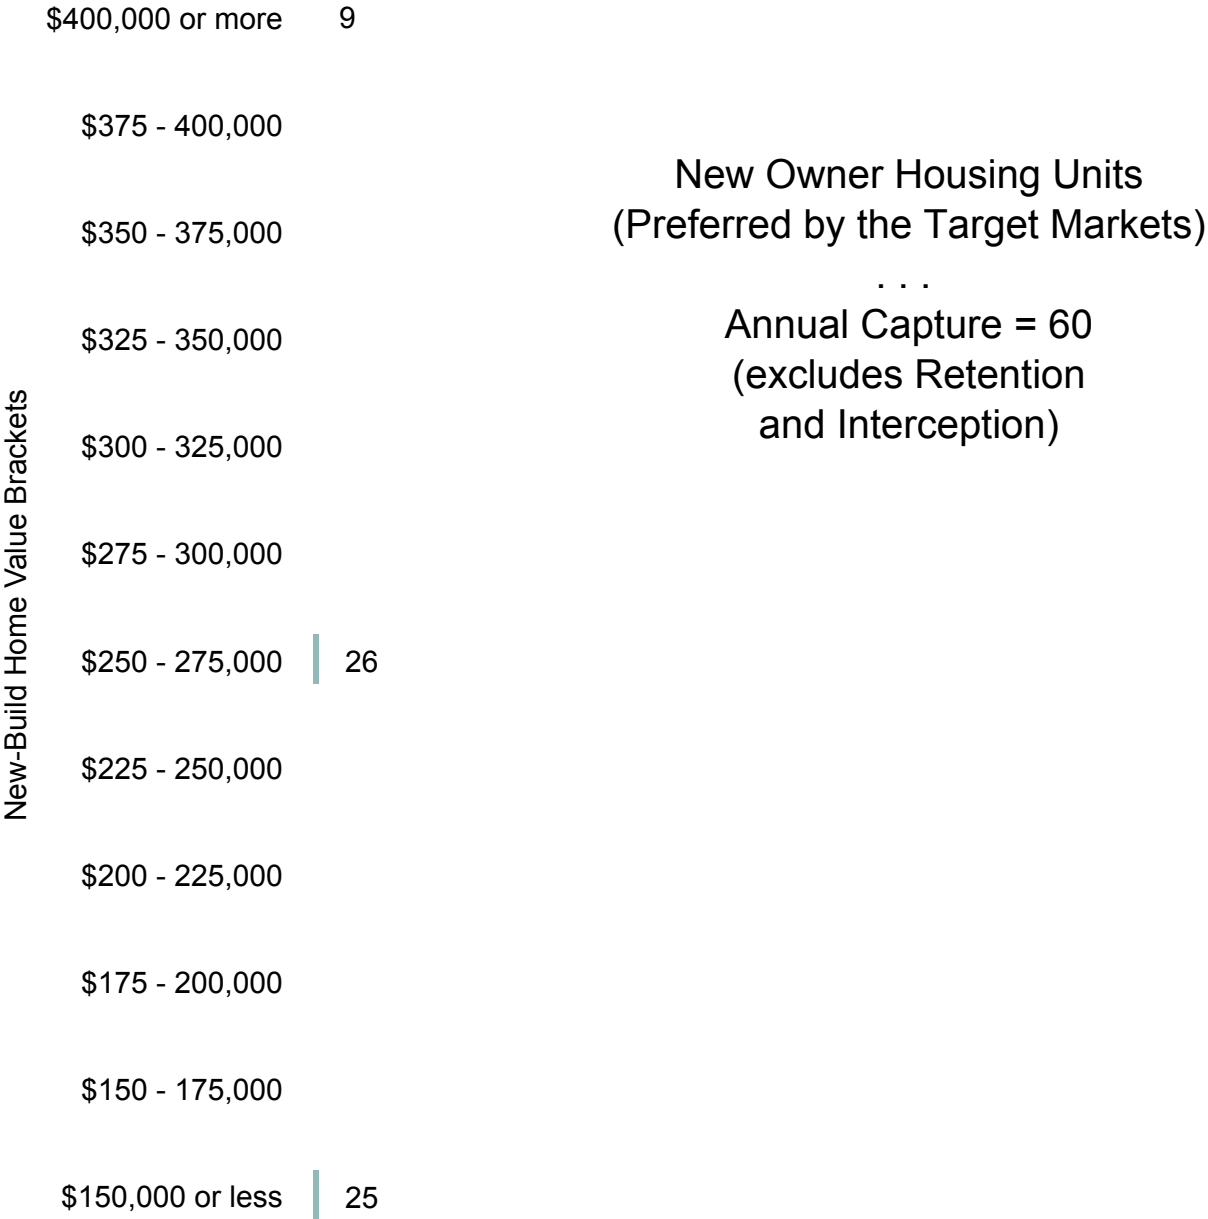 $400,000 or more 9
$375 - 400,000
$350 - 375,000
$325 - 350,000
$300 - 325,000
$275 - 300,000
$250 - 275,000 26
$225 - 250,000
$200 - 225,000
$175 - 200,000
$150 - 175,000
$150,000 or less 25
New-Build Home Value Brackets
New Owner Housing Units
(Preferred by the Target Markets)
. . .
Annual Capture = 60
(excludes Retention
and Interception)